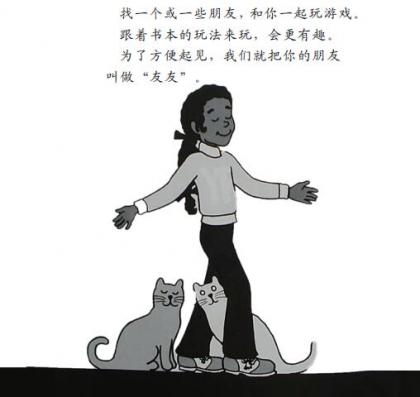 找一个或一些朋友，和你一起玩游戏。
跟着书本的玩法来玩，会更有趣。
为了方便起见，我们就把你的朋友
叫做“友友”。